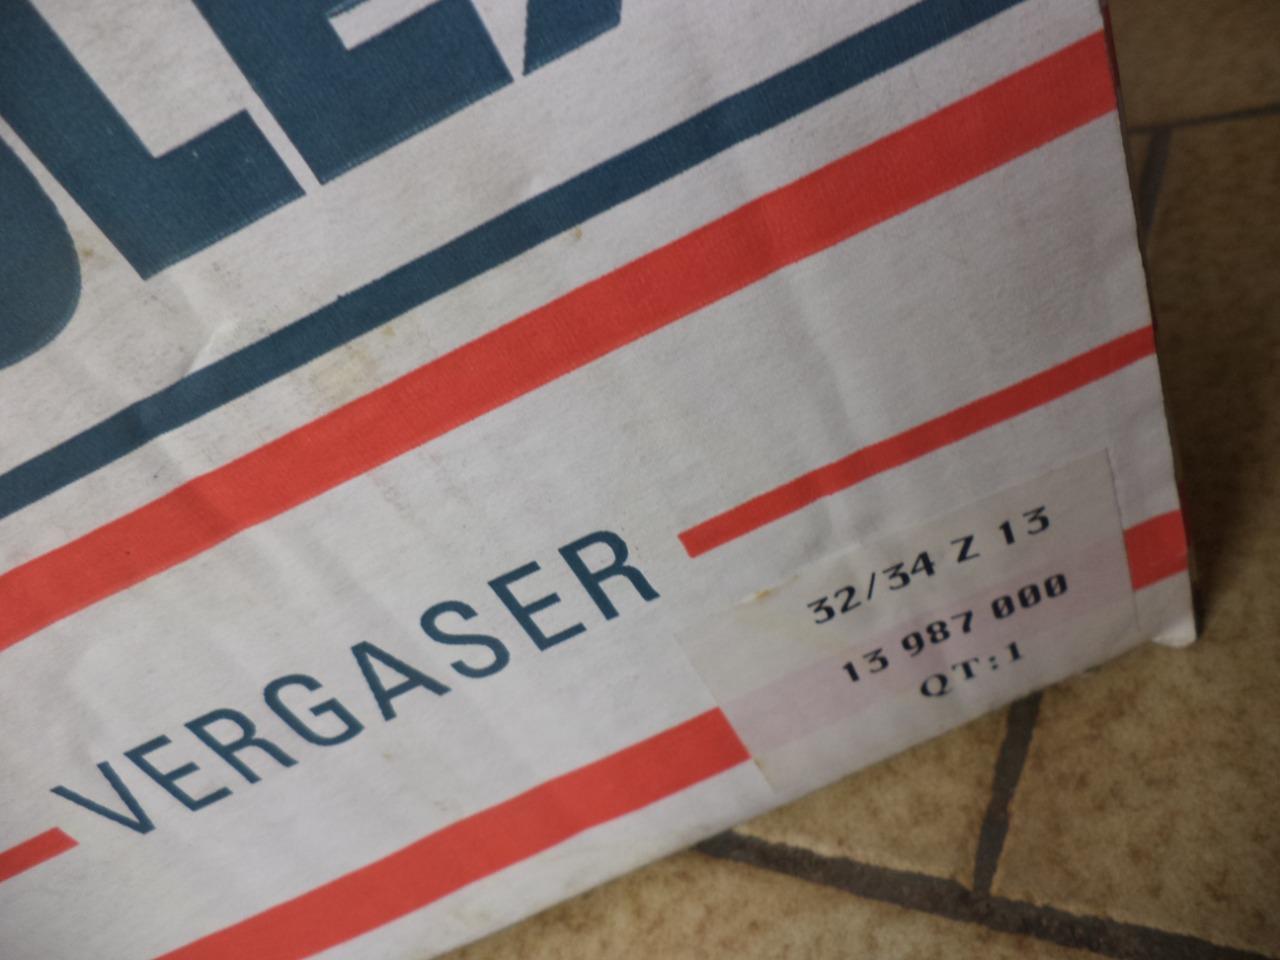 VERGASER
32/34 Z 13
13 987 000
QT:1